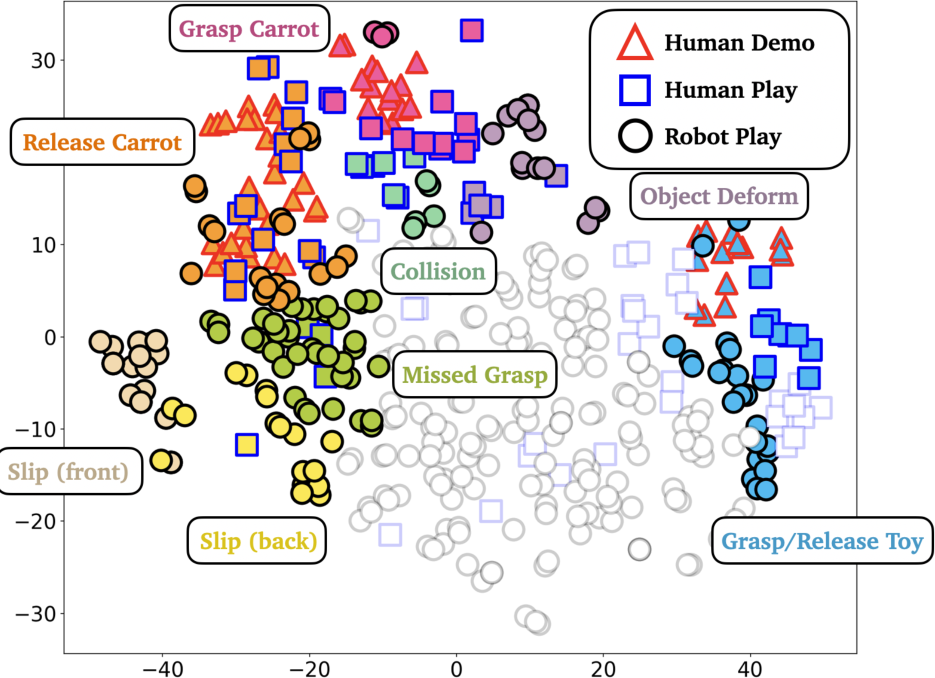 Grasp Carrot
Human Demo
Human Play
Robot Play
Release Carrot
Object Deform
Collision
Missed Grasp
Slip (front)
Slip (back)
Grasp/Release Toy
30
20
10
0
−10
−20
−30
−40
−20
0
20
40